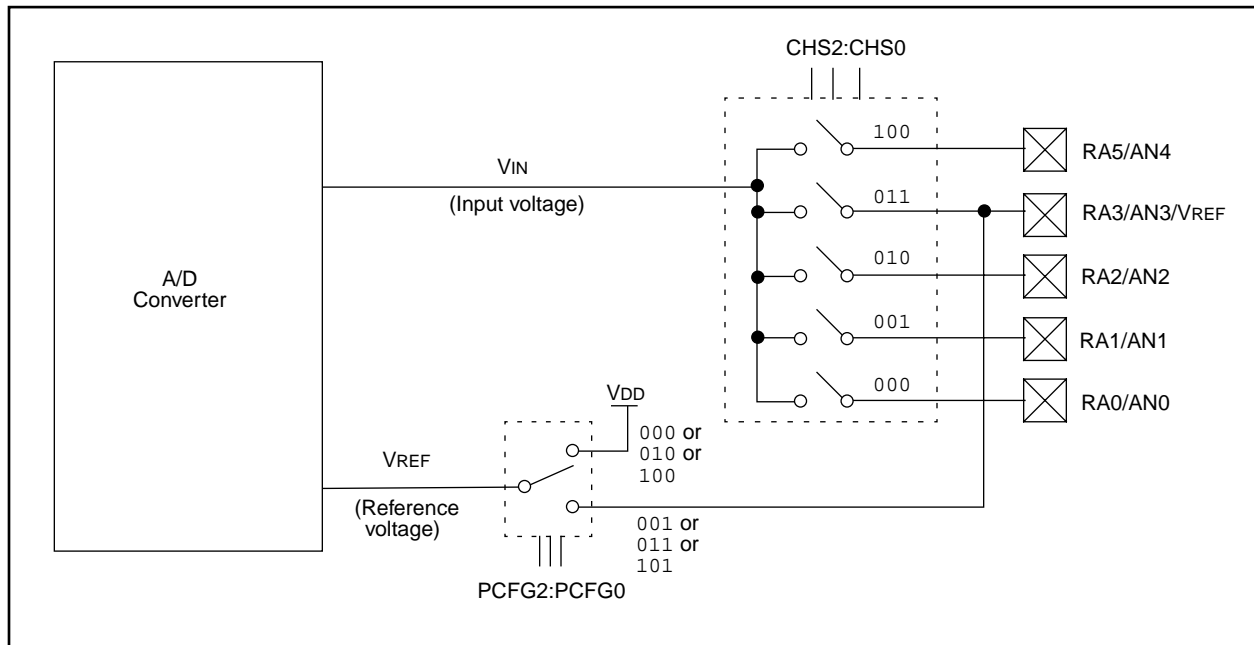 CHS2:CHS0
100
RA5/AN4
VIN
(Input voltage)
011
RA3/AN3/VREF
A/D
Converter
010
RA2/AN2
001
RA1/AN1
000
RA0/AN0
VDD
000 or
010 or
100
VREF
(Reference
voltage)
001 or
011 or
101
PCFG2:PCFG0